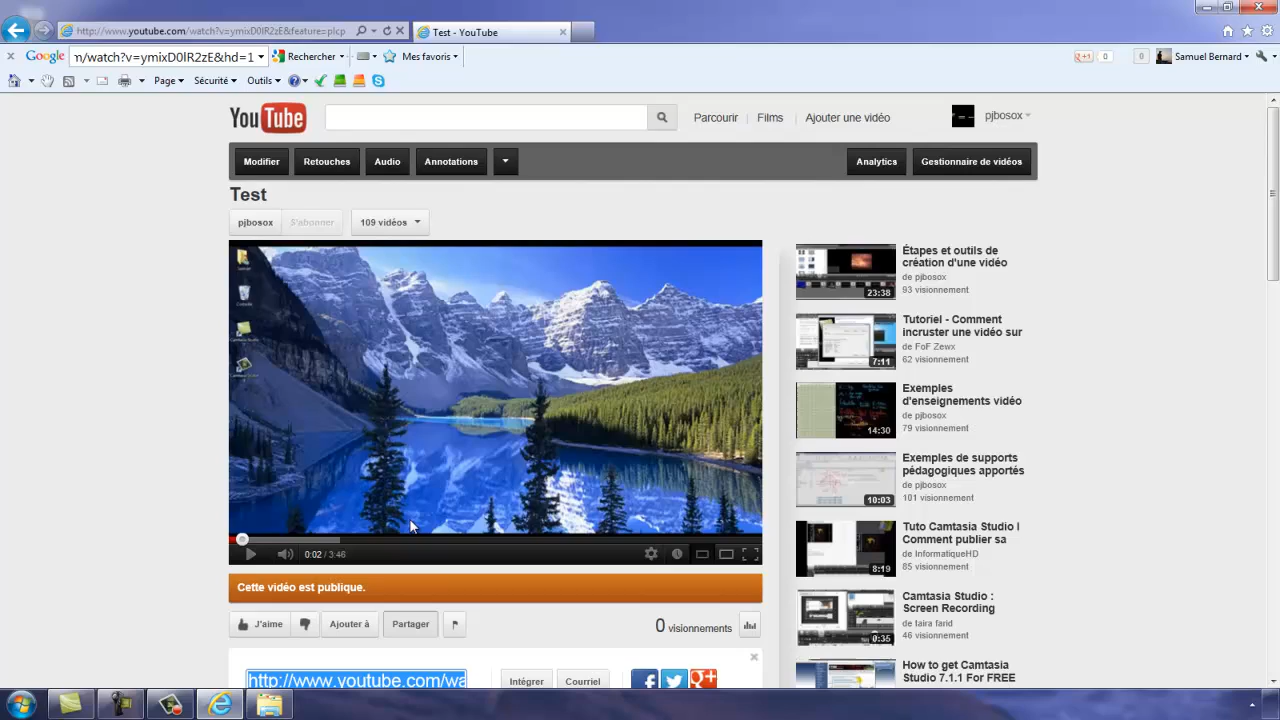 http://www.youtube.com/watch?v=ymixD0lR2zE&feature=plcp
Test - YouTube
Google
n/watch?v=ymixD0lR2zE&hd=1
Rechercher
Mes favoris
+1
0
0
Samuel Bernard
Page
Sécurité
Outils
YouTube
Parcourir
Films
Ajouter une vidéo
pjbosox
Modifier
Retouches
Audio
Annotations
Analytics
Gestionnaire de vidéos
Test
pjbosox
S'abonner
109 vidéos
0:02 / 3:46
Cette vidéo est publique.
J'aime
Ajouter à
Partager
0 visionnements
http://www.youtube.com/wa
Intégrer
Courriel
Étapes et outils de
création d'une vidéo
de pjbosox
93 visionnement
23:38
Tutoriel - Comment
incruster une vidéo sur
de FoF Zewx
62 visionnement
7:11
Exemples
d'enseignements vidéo
de pjbosox
79 visionnement
14:30
Exemples de supports
pédagogiques apportés
de pjbosox
101 visionnement
10:03
Tuto Camtasia Studio |
Comment publier sa
de InformatiqueHD
85 visionnement
8:19
Camtasia Studio :
Screen Recording
de taira farid
46 visionnement
0:35
How to get Camtasia
Studio 7.1.1 For FREE